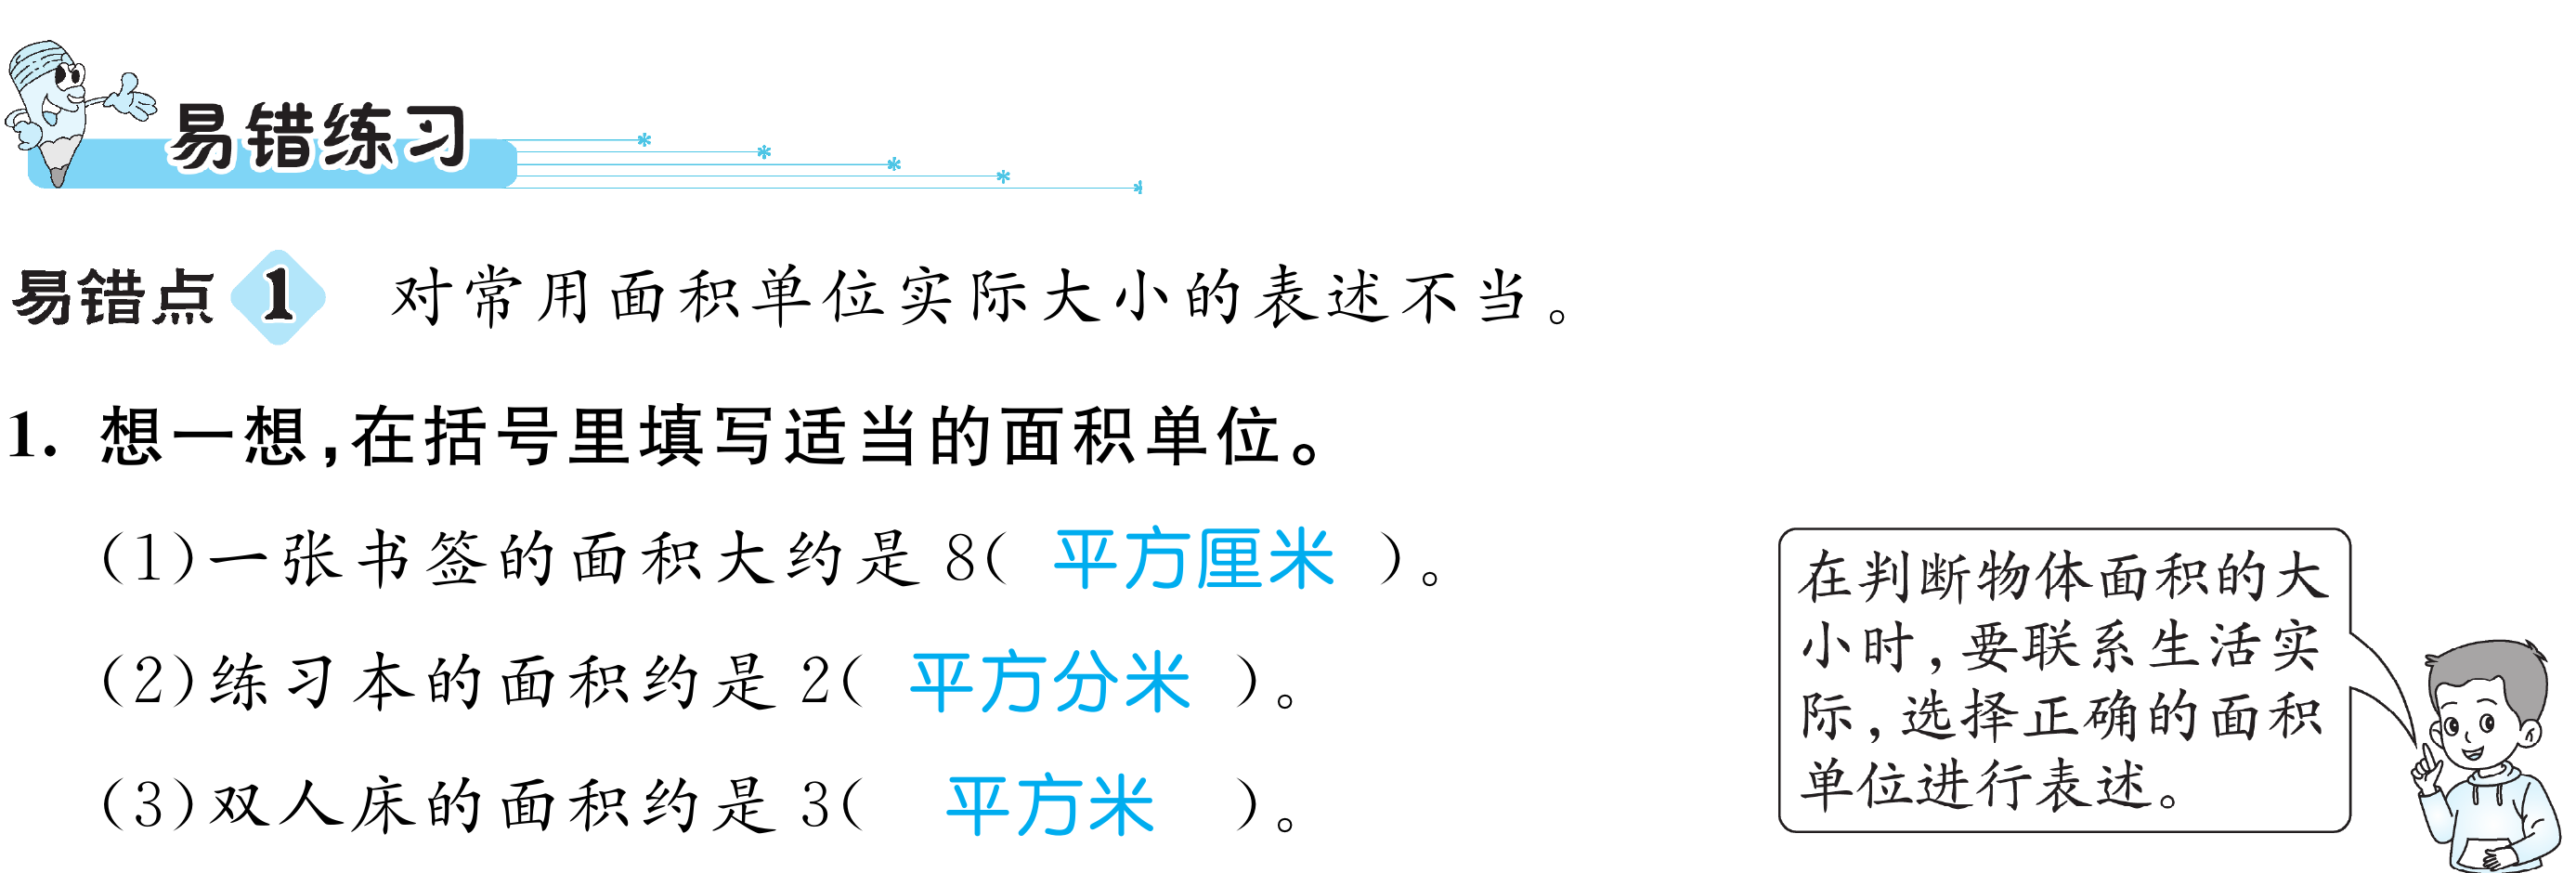 易错练习
易错点 1 对常用面积单位实际大小的表述不当。
1. 想一想,在括号里填写适当的面积单位。
(1)一张书签的面积大约是 8( 平方厘米 )。
(2)练习本的面积约是 2( 平方分米 )。
(3)双人床的面积约是 3( 平方米 )。
在判断物体面积的大
小时,要联系生活实
际,选择正确的面积
单位进行表述。